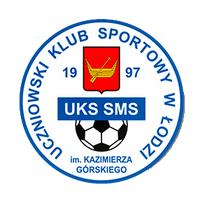 UCZNIOWSKI KLUB SPORTOWY W ŁODZI
19 97
UKS SMS
im. KAZIMIERZA
GÓRSKIEGO